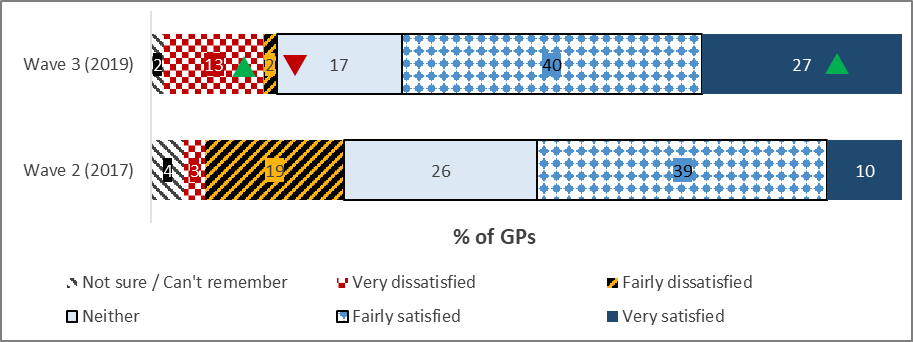 Wave 3 (2019) 2 13 2 17 40 27
Wave 2 (2017) 4 3 19 26 39 10
% of GPs
Not sure / Can't remember Very dissatisfied Fairly dissatisfied
Neither Fairly satisfied Very satisfied